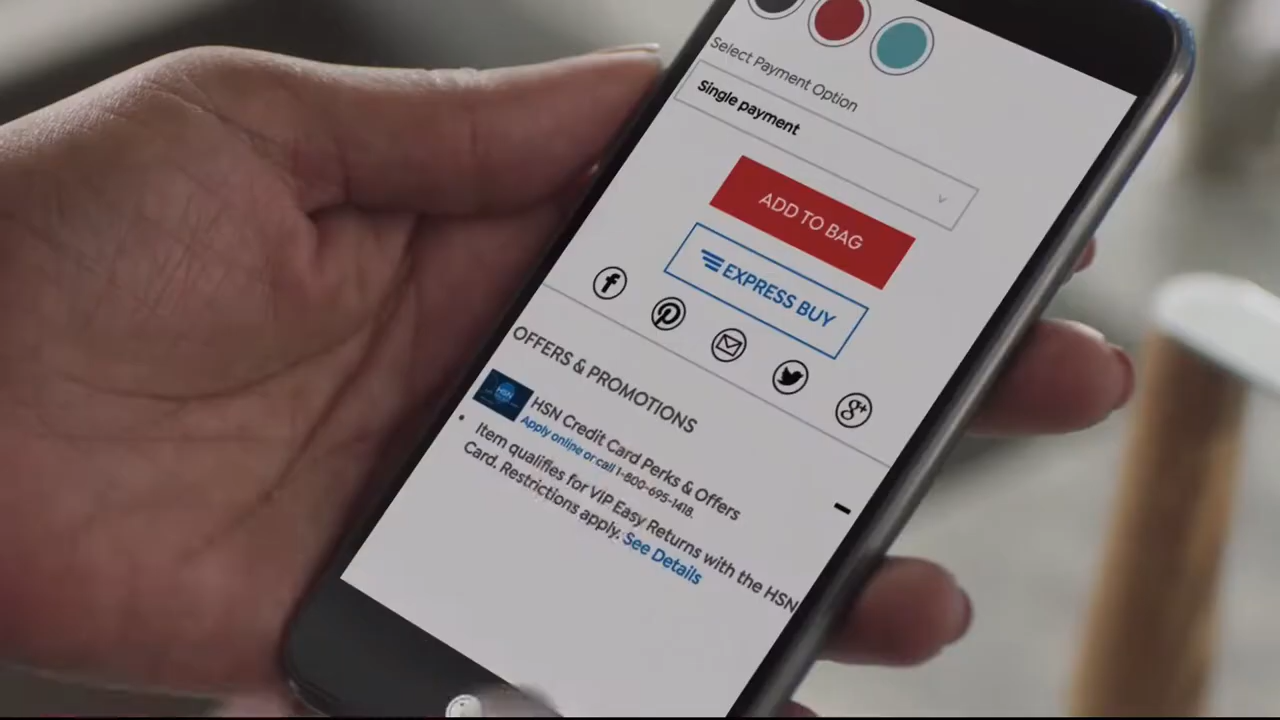 Select Payment Option
Single payment
ADD TO BAG
EXPRESS BUY
OFFERS & PROMOTIONS
HSN
HSN Credit Card Perks & Offers
Apply online or call 1-800-695-1418.
Item qualifies for VIP Easy Returns with the HSN
Card. Restrictions apply. See Details